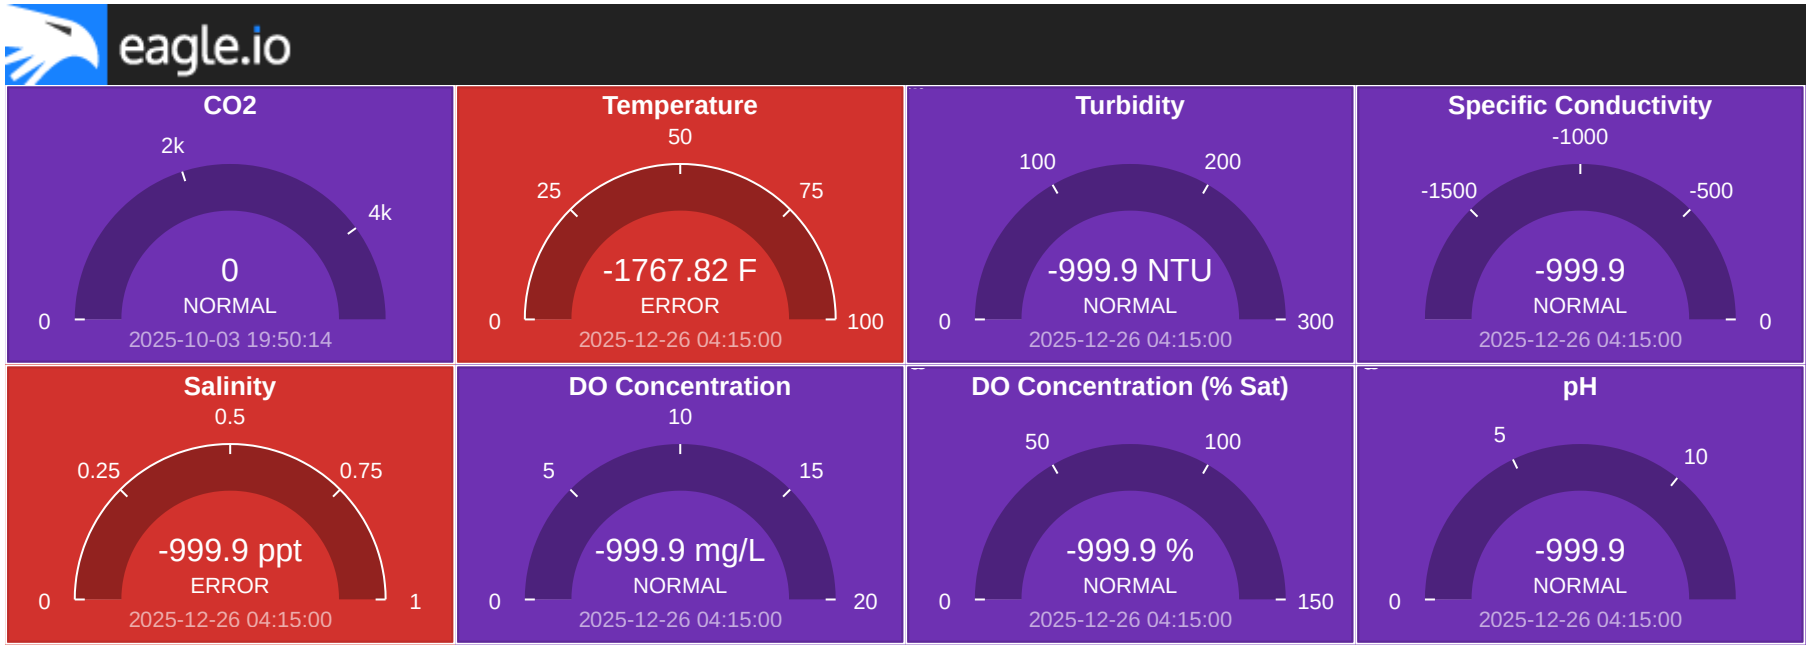 eagle.io
CO2
2k
4k
0
NORMAL
0
2025-10-03 19:50:14
Temperature
50
25
75
-1767.82 F
ERROR
0
100
2025-12-26 04:15:00
Turbidity
100
200
-999.9 NTU
NORMAL
0
300
2025-12-26 04:15:00
Specific Conductivity
-1000
-1500
-500
-999.9
NORMAL
0
2025-12-26 04:15:00
Salinity
0.5
0.25
0.75
-999.9 ppt
ERROR
0
1
2025-12-26 04:15:00
DO Concentration
10
5
15
-999.9 mg/L
NORMAL
0
20
2025-12-26 04:15:00
DO Concentration (% Sat)
50
100
-999.9 %
NORMAL
0
150
2025-12-26 04:15:00
pH
5
10
-999.9
NORMAL
0
2025-12-26 04:15:00